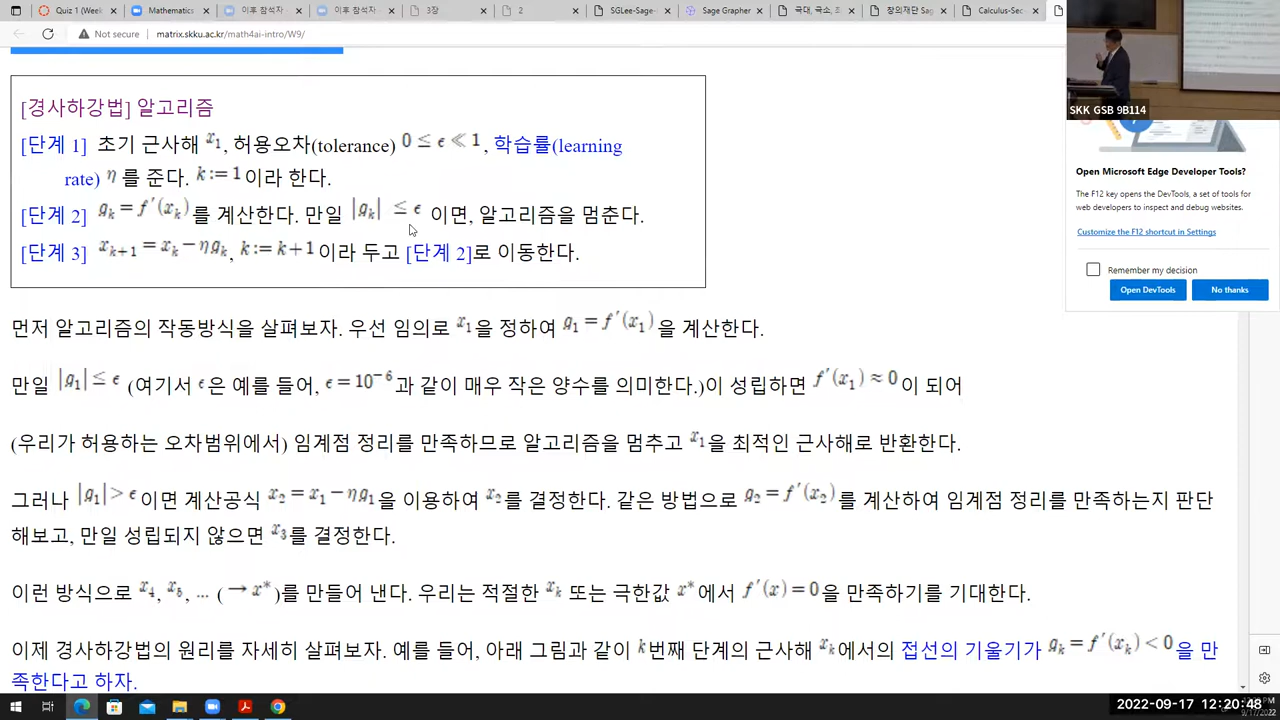 Quiz 1 (Week
Mathematics
이후 참석자
이후 참석자
3장
2
SGLee-Sage-
Sage Grapher
극대, 극소, 최
창의재단 Sag
Calculus-Sec
Not secure
matrix.skku.ac.kr/math4ai-intro/W9/
SKK GSB 9B114
[경사하강법] 알고리즘
[단계 1] 초기 근사해 x₁, 허용오차(tolerance) 0 ≤ ϵ ≪ 1, 학습률(learning
rate) η 를 준다. k:=1이라 한다.
[단계 2] gₖ = f′(xₖ)를 계산한다. 만일 |gₖ| ≤ ϵ 이면, 알고리즘을 멈춘다.
[단계 3] xₖ₊₁ = xₖ − ηgₖ, k:=k+1이라 두고 [단계 2]로 이동한다.
먼저 알고리즘의 작동방식을 살펴보자. 우선 임의로 x₁을 정하여 g₁ = f′(x₁)을 계산한다.
만일 |g₁| ≤ ϵ (여기서 ϵ은 예를 들어, ϵ = 10⁻⁶과 같이 매우 작은 양수를 의미한다.)이 성립하면 f′(x₁) ≈ 0이 되어
(우리가 허용하는 오차범위에서) 임계점 정리를 만족하므로 알고리즘을 멈추고 x₁을 최적인 근사해로 반환한다.
그러나 |g₁| > ϵ 이면 계산공식 x₂ = x₁ − ηg₁을 이용하여 x₂를 결정한다. 같은 방법으로 g₂ = f′(x₂)를 계산하여 임계점 정리를 만족하는지 판단
해보고, 만일 성립되지 않으면 x₃를 결정한다.
이런 방식으로 x₄, x₅, ... (→x*)를 만들어 낸다. 우리는 적절한 xₖ 또는 극한값 x*에서 f′(x) = 0을 만족하기를 기대한다.
이제 경사하강법의 원리를 자세히 살펴보자. 예를 들어, 아래 그림과 같이 k번째 단계의 근사해 xₖ에서의 접선의 기울기가 gₖ = f′(xₖ) < 0을 만
족한다고 하자.
Open Microsoft Edge Developer Tools?
The F12 key opens the DevTools, a set of tools for
web developers to inspect and debug websites.
Customize the F12 shortcut in Settings
Remember my decision
Open DevTools
No thanks
2022-09-17 12:20:48